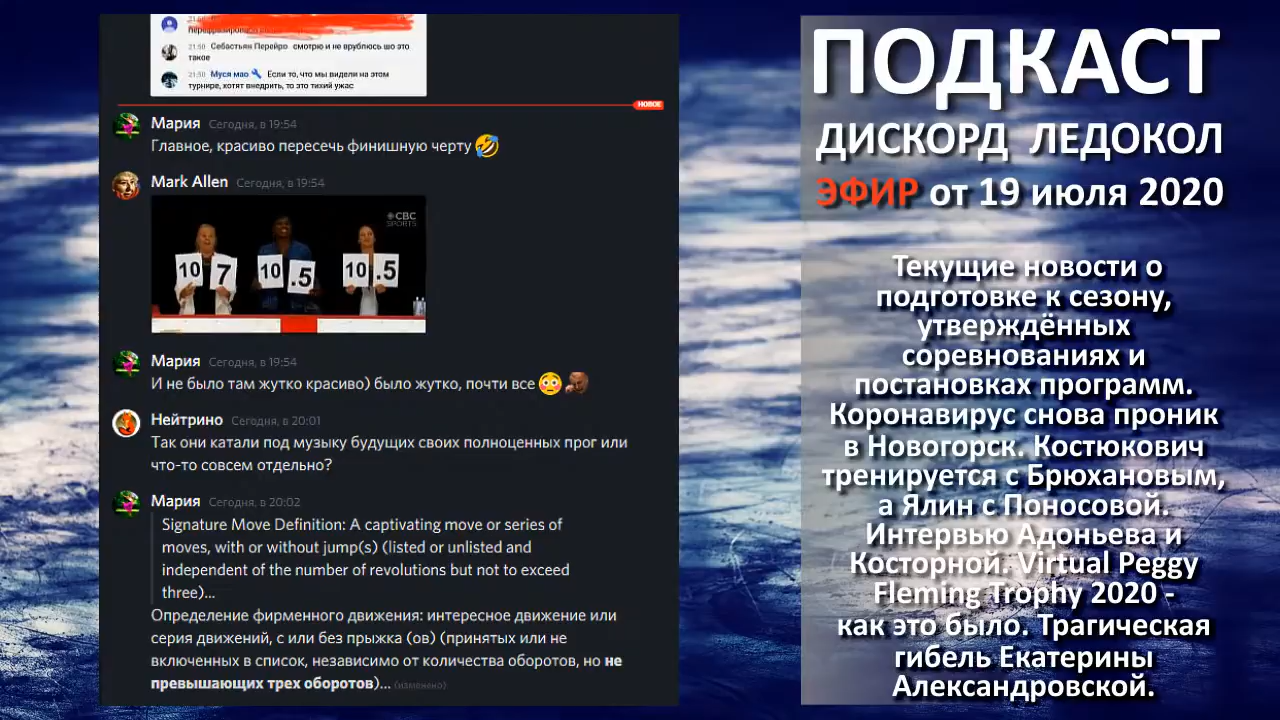 21:50 Себастьян Перейро смотрю и не врублюсь шо это
такое
21:50 Муся мао Если то, что мы видели на этом
турнире, хотят внедрить, то это тихий ужас
НОВОЕ
Мария Сегодня, в 19:54
Главное, красиво пересечь финишную черту
Mark Allen Сегодня, в 19:54
CBC
SPORTS
10 7 10 .5 10 .5
Мария Сегодня, в 19:54
И не было там жутко красиво) было жутко, почти все
Нейтрино Сегодня, в 20:01
Так они катали под музыку будущих своих полноценных прог или
что-то совсем отдельно?
Мария Сегодня, в 20:02
Signature Move Definition: A captivating move or series of
moves, with or without jump(s) (listed or unlisted and
independent of the number of revolutions but not to exceed
three)...
Определение фирменного движения: интересное движение или
серия движений, с или без прыжка (ов) (принятых или не
включенных в список, независимо от количества оборотов, но не
превышающих трех оборотов)... (изменено)
ПОДКАСТ
ДИСКОРД ЛЕДОКОЛ
ЭФИР от 19 июля 2020
Текущие новости о
подготовке к сезону,
утверждённых
соревнованиях и
постановках программ.
Коронавирус снова проник
в Новогорск. Костюкович
тренируется с Брюхановым,
а Ялин с Поносовой.
Интервью Адоньева и
Косторной. Virtual Peggy
Fleming Trophy 2020 -
как это было. Трагическая
гибель Екатерины
Александровской.